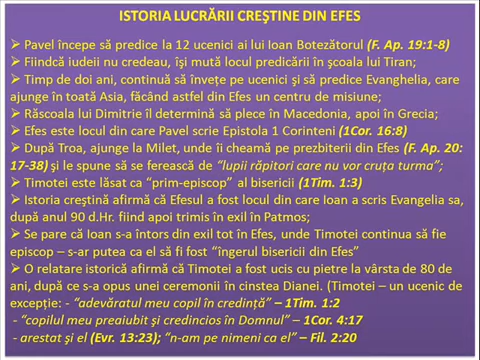 ISTORIA LUCRĂRII CREŞTINE DIN EFES
➢ Pavel începe să predice la 12 ucenici ai lui Ioan Botezătorul (F. Ap. 19:1-8)
➢ Fiindcă iudeii nu credeau, îşi mută locul predicării în şcoala lui Tiran;
➢ Timp de doi ani, continuă să înveţe pe ucenici şi să predice Evanghelia, care
ajunge în toată Asia, făcând astfel din Efes un centru de misiune;
➢ Răscoala lui Dimitrie îl determină să plece în Macedonia, apoi în Grecia;
➢ Efes este locul din care Pavel scrie Epistola 1 Corinteni (1Cor. 16:8)
➢ După Troa, ajunge la Milet, unde îi cheamă pe prezbiterii din Efes (F. Ap. 20:
17-38) şi le spune să se ferească de “lupii răpitori care nu vor cruţa turma”;
➢ Timotei este lăsat ca “prim-episcop” al bisericii (1Tim. 1:3)
➢ Istoria creştină afirmă că Efesul a fost locul din care Ioan a scris Evanghelia sa,
după anul 90 d.Hr. fiind apoi trimis în exil în Patmos;
➢ Se pare că Ioan s-a întors din exil tot în Efes, unde Timotei continua să fie
episcop – s-ar putea ca el să fi fost “îngerul bisericii din Efes”
➢ O relatare istorică afirmă că Timotei a fost ucis cu pietre la vârsta de 80 de
ani, după ce s-a opus unei ceremonii în cinstea Dianei. (Timotei – un ucenic de
excepţie: - “adevăratul meu copil în credinţă” – 1Tim. 1:2
- “copilul meu preaiubit şi credincios în Domnul” – 1Cor. 4:17
- arestat şi el (Evr. 13:23); “n-am pe nimeni ca el” – Fil. 2:20